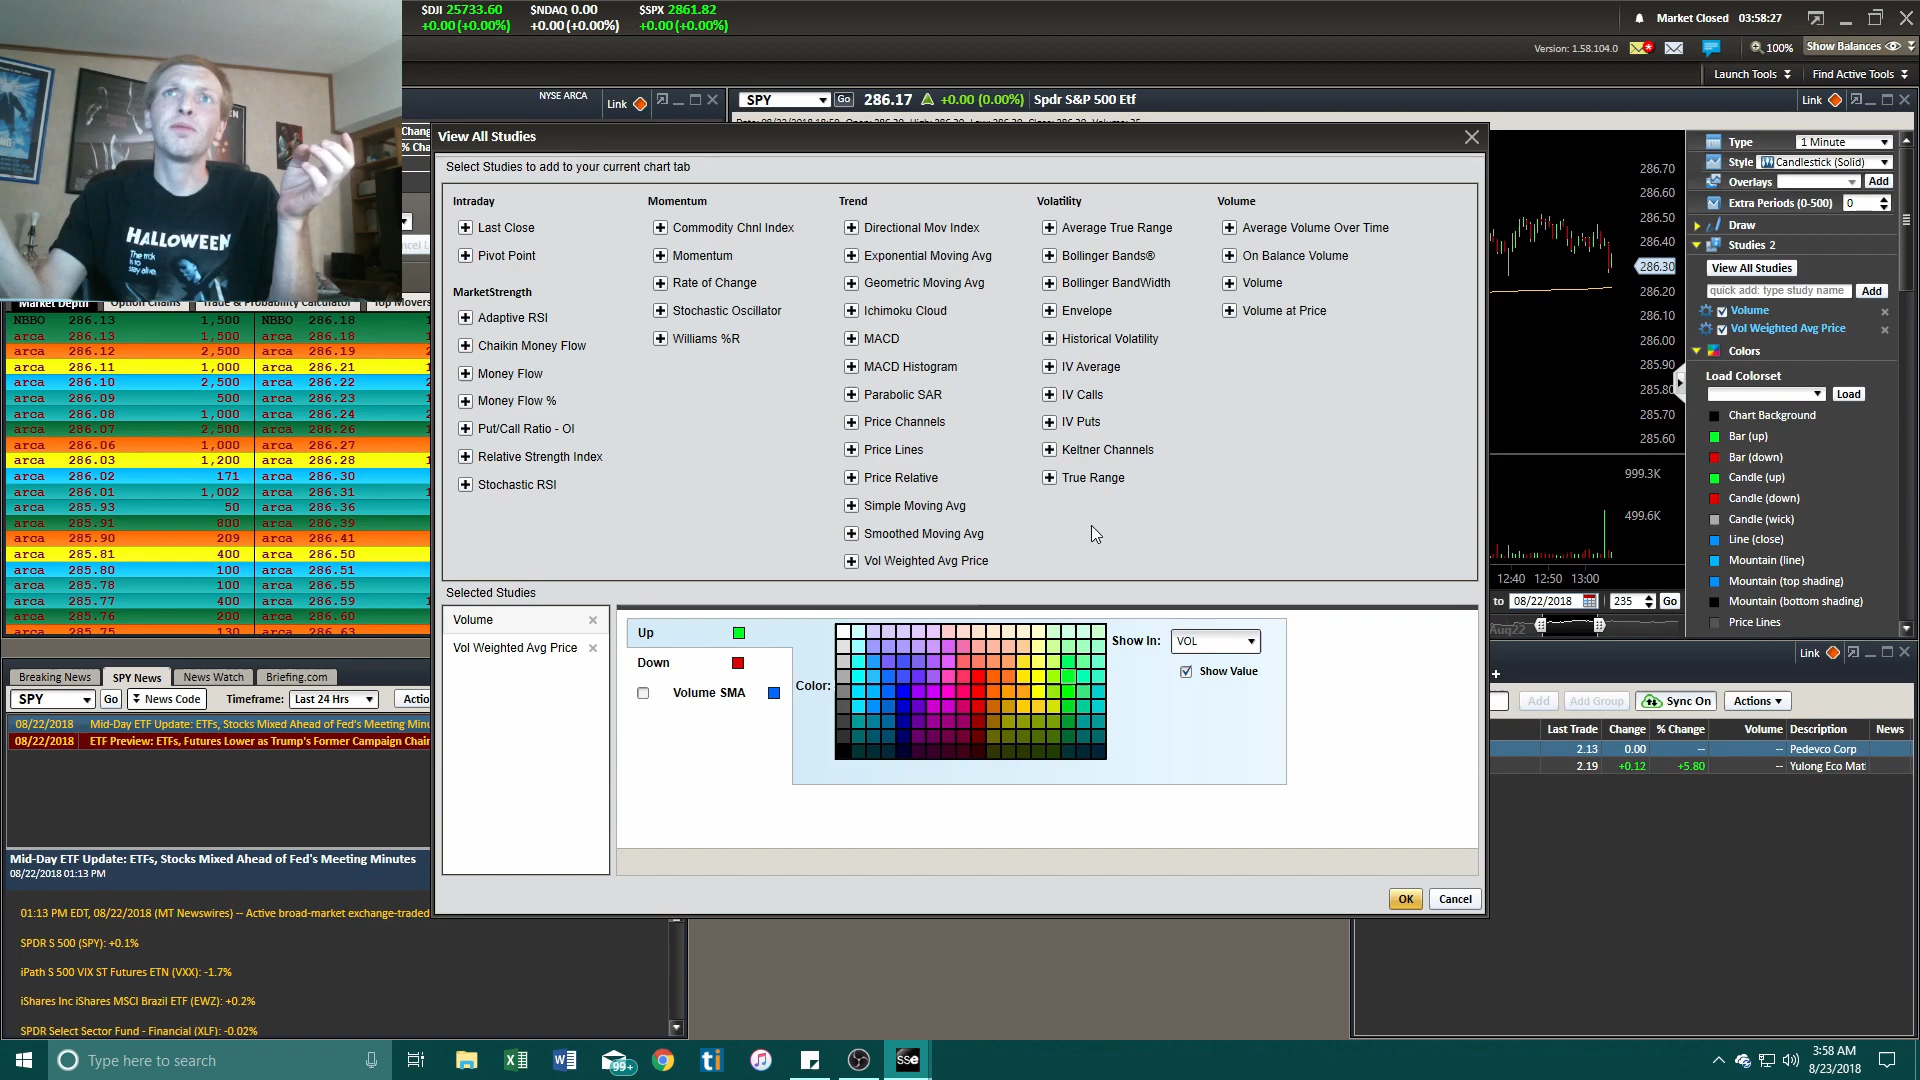 $DJI 25733.60
+0.00 (+0.00%)
$NDAQ 0.00
+0.00 (+0.00%)
$SPX 2861.82
+0.00 (+0.00%)
Market Closed 03:58:27
Version: 1.58.104.0
100%
Show Balances
Launch Tools
Find Active Tools
NYSE ARCA
Link
SPY
Go
286.17
+0.00 (0.00%)
Spdr S&P 500 Etf
Link
HALLOWEEN
The trick
is to
stay alive.
View All Studies
Select Studies to add to your current chart tab
Intraday
Last Close
Pivot Point
MarketStrength
Adaptive RSI
Chaikin Money Flow
Money Flow
Money Flow %
Put/Call Ratio - OI
Relative Strength Index
Stochastic RSI
Momentum
Commodity Chnl Index
Momentum
Rate of Change
Stochastic Oscillator
Williams %R
Trend
Directional Mov Index
Exponential Moving Avg
Geometric Moving Avg
Ichimoku Cloud
MACD
MACD Histogram
Parabolic SAR
Price Channels
Price Lines
Price Relative
Simple Moving Avg
Smoothed Moving Avg
Vol Weighted Avg Price
Volatility
Average True Range
Bollinger Bands®
Bollinger BandWidth
Envelope
Historical Volatility
IV Average
IV Calls
IV Puts
Keltner Channels
True Range
Volume
Average Volume Over Time
On Balance Volume
Volume
Volume at Price
Selected Studies
Volume
Vol Weighted Avg Price
Up
Down
Volume SMA
Color:
Show In:
VOL
Show Value
OK
Cancel
286.70
286.60
286.50
286.40
286.30
286.20
286.10
286.00
285.90
285.80
285.70
285.60
999.3K
499.6K
12:40 12:50 13:00
to 08/22/2018 235 Go
Aug22
Type 1 Minute
Style Candlestick (Solid)
Overlays Add
Extra Periods (0-500) 0
Draw
Studies 2
View All Studies
quick add: type study name Add
Volume
Vol Weighted Avg Price
Colors
Load Colorset
Load
Chart Background
Bar (up)
Bar (down)
Candle (up)
Candle (down)
Candle (wick)
Line (close)
Mountain (line)
Mountain (top shading)
Mountain (bottom shading)
Price Lines
NBBO 286.13 1,500 NBBO 286.18
arca 286.13 1,500 arca 286.18
arca 286.12 2,500 arca 286.19
arca 286.11 1,000 arca 286.21
arca 286.10 2,500 arca 286.22
arca 286.09 500 arca 286.23
arca 286.08 1,000 arca 286.24
arca 286.07 2,500 arca 286.26
arca 286.06 1,000 arca 286.27
arca 286.03 1,200 arca 286.28
arca 286.02 171 arca 286.30
arca 286.01 1,002 arca 286.31
arca 285.93 50 arca 286.36
arca 285.91 800 arca 286.39
arca 285.90 209 arca 286.41
arca 285.81 400 arca 286.50
arca 285.80 100 arca 286.51
arca 285.78 100 arca 286.55
arca 285.77 400 arca 286.59
arca 285.76 200 arca 286.60
arca 285.75 130 arca 286.63
Breaking News
SPY News
News Watch
Briefing.com
SPY
Go
News Code
Timeframe:
Last 24 Hrs
Actio
08/22/2018 Mid-Day ETF Update: ETFs, Stocks Mixed Ahead of Fed's Meeting Minu
08/22/2018 ETF Preview: ETFs, Futures Lower as Trump's Former Campaign Chair
Mid-Day ETF Update: ETFs, Stocks Mixed Ahead of Fed's Meeting Minutes
08/22/2018 01:13 PM
01:13 PM EDT, 08/22/2018 (MT Newswires) -- Active broad-market exchange-traded
SPDR S 500 (SPY): +0.1%
iPath S 500 VIX ST Futures ETN (VXX): -1.7%
iShares Inc iShares MSCI Brazil ETF (EWZ): +0.2%
SPDR Select Sector Fund - Financial (XLF): -0.02%
Link
Add
Add Group
Sync On
Actions
Last Trade Change % Change Volume Description News
2.13 0.00 -- -- Pedevco Corp
2.19 +0.12 +5.80 -- Yulong Eco Mat
Type here to search
99+
ti
SSe
3:58 AM
8/23/2018